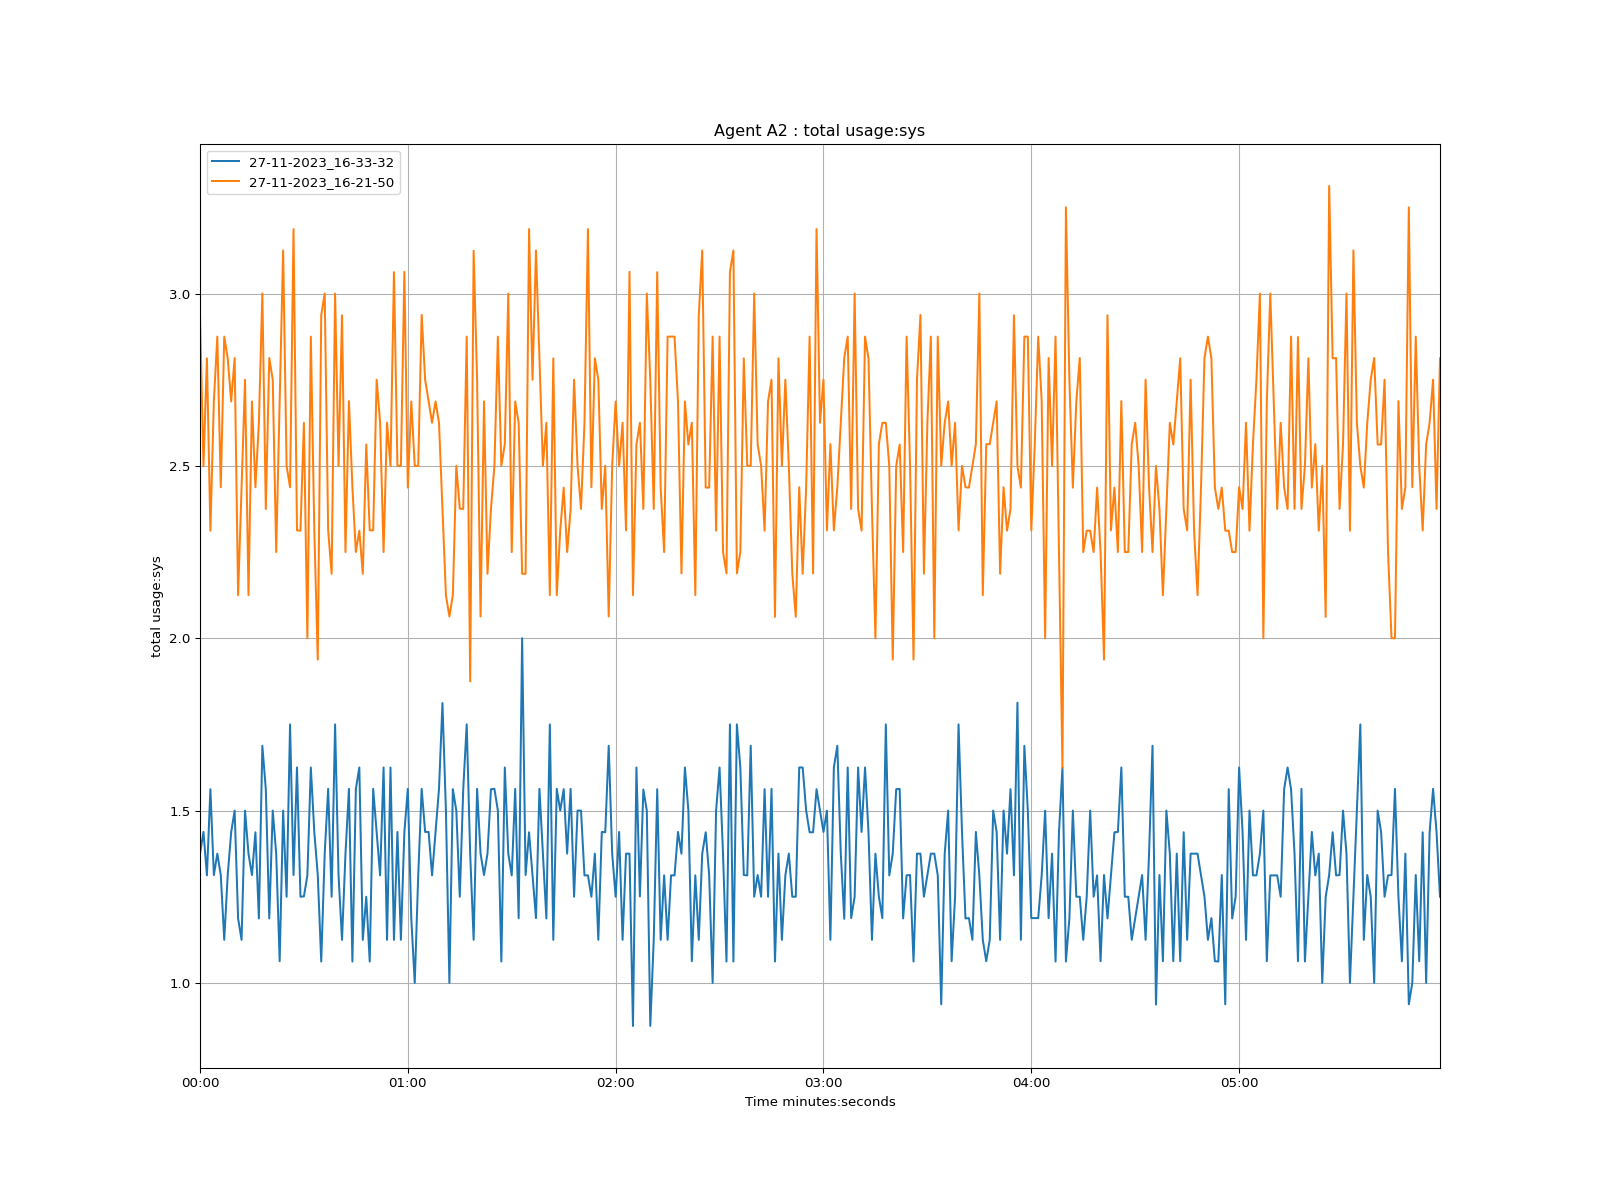 Agent A2 : total usage:sys
27-11-2023_16-33-32
27-11-2023_16-21-50
3.0
2.5
2.0
1.5
1.0
total usage:sys
00:00 01:00 02:00 03:00 04:00 05:00
Time minutes:seconds